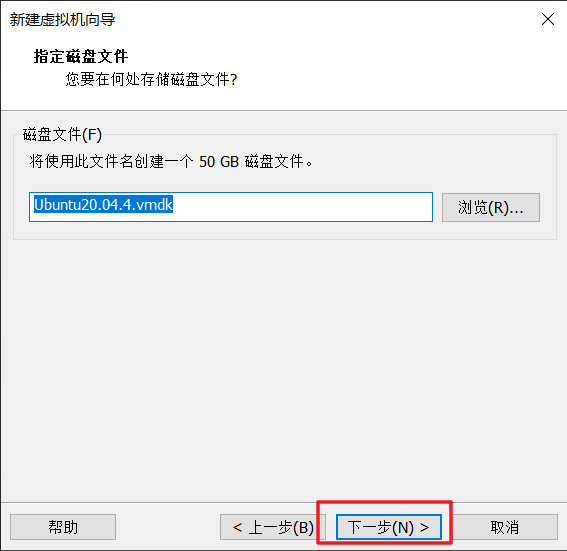 新建虚拟机向导
指定磁盘文件
您要在何处存储磁盘文件?
磁盘文件(F)
将使用此文件名创建一个 50 GB 磁盘文件。
Ubuntu20.04.4.vmdk
浏览(R)...
帮助
< 上一步(B)
下一步(N) >
取消